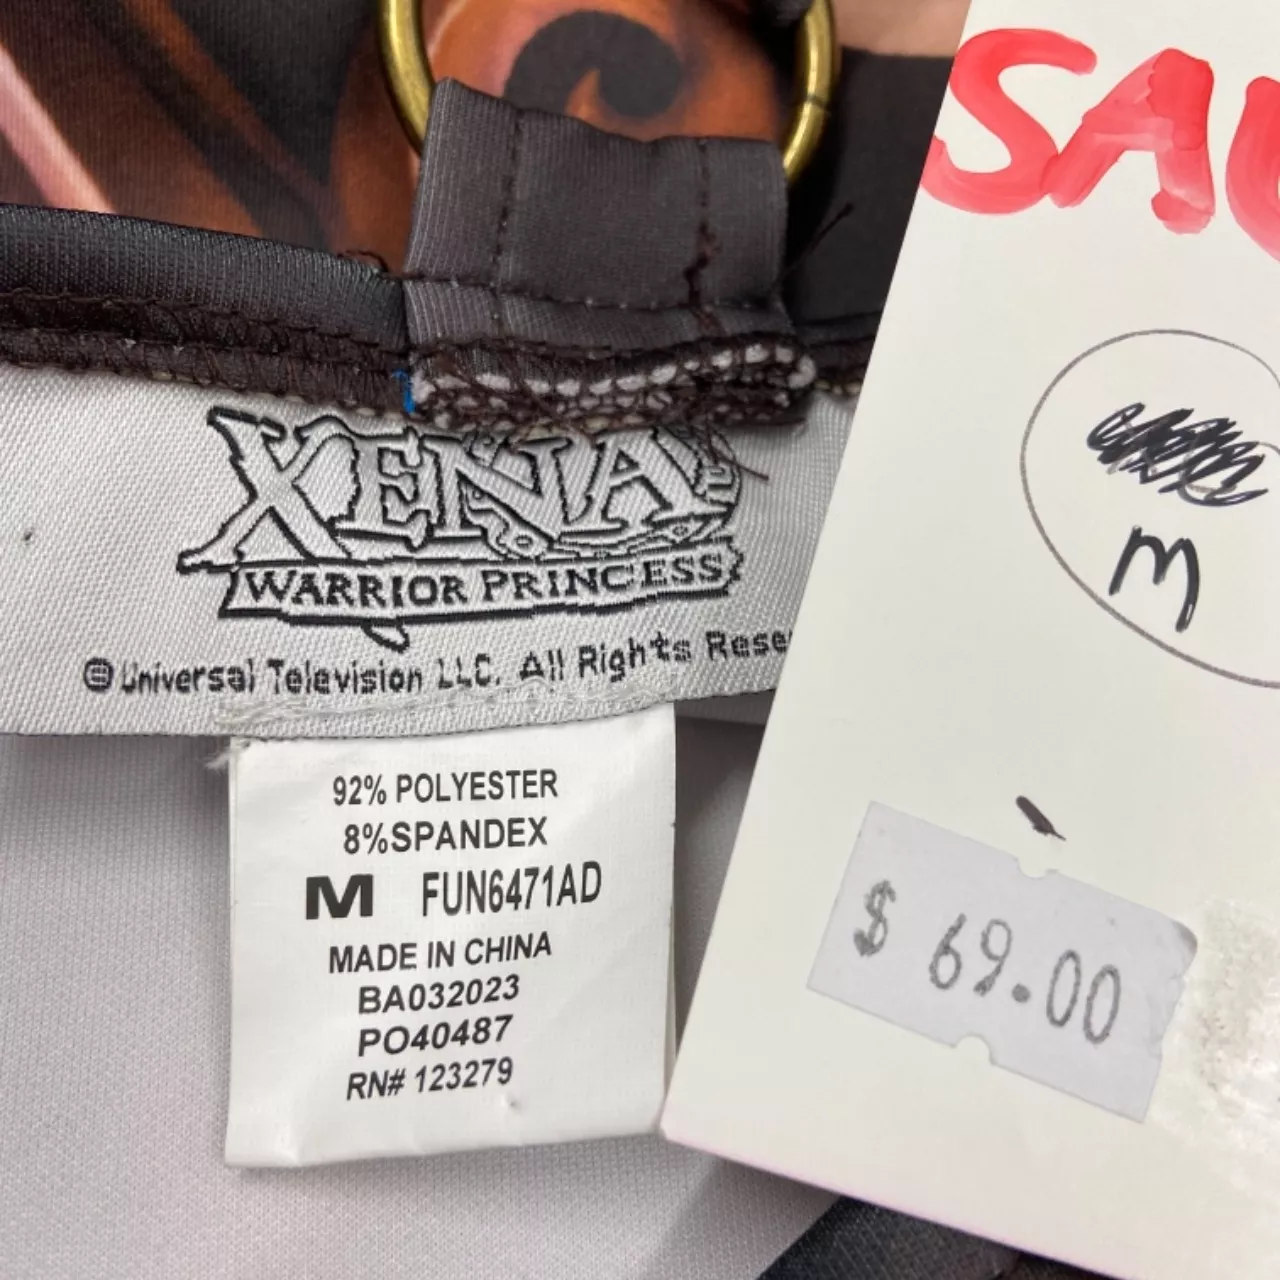 XENA
WARRIOR PRINCESS
© Universal Television LLC. All Rights Rese
92% POLYESTER
8%SPANDEX
M FUN6471AD
MADE IN CHINA
BA032023
PO40487
RN# 123279
M
$ 69.00